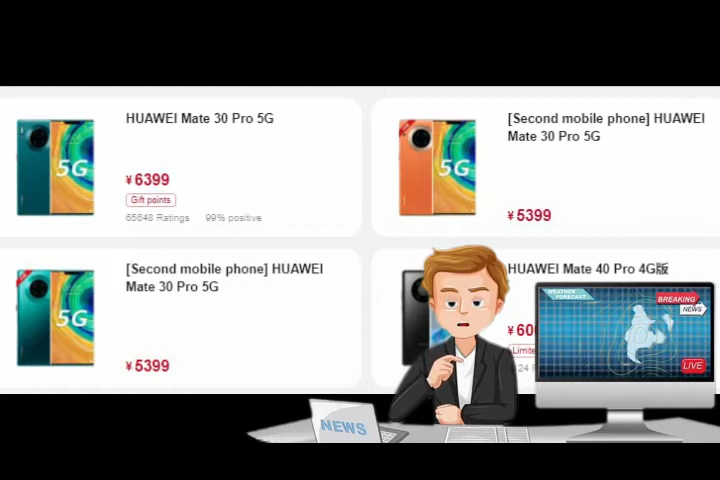 HUAWEI Mate 30 Pro 5G
¥6399
Gift points
65648 Ratings 99% positive
5G
[Second mobile phone] HUAWEI
Mate 30 Pro 5G
¥5399
5G
[Second mobile phone] HUAWEI
Mate 30 Pro 5G
¥5399
5G
HUAWEI Mate 40 Pro 4G版
WEATHER
FORECAST
BREAKING
NEWS
LIVE
NEWS